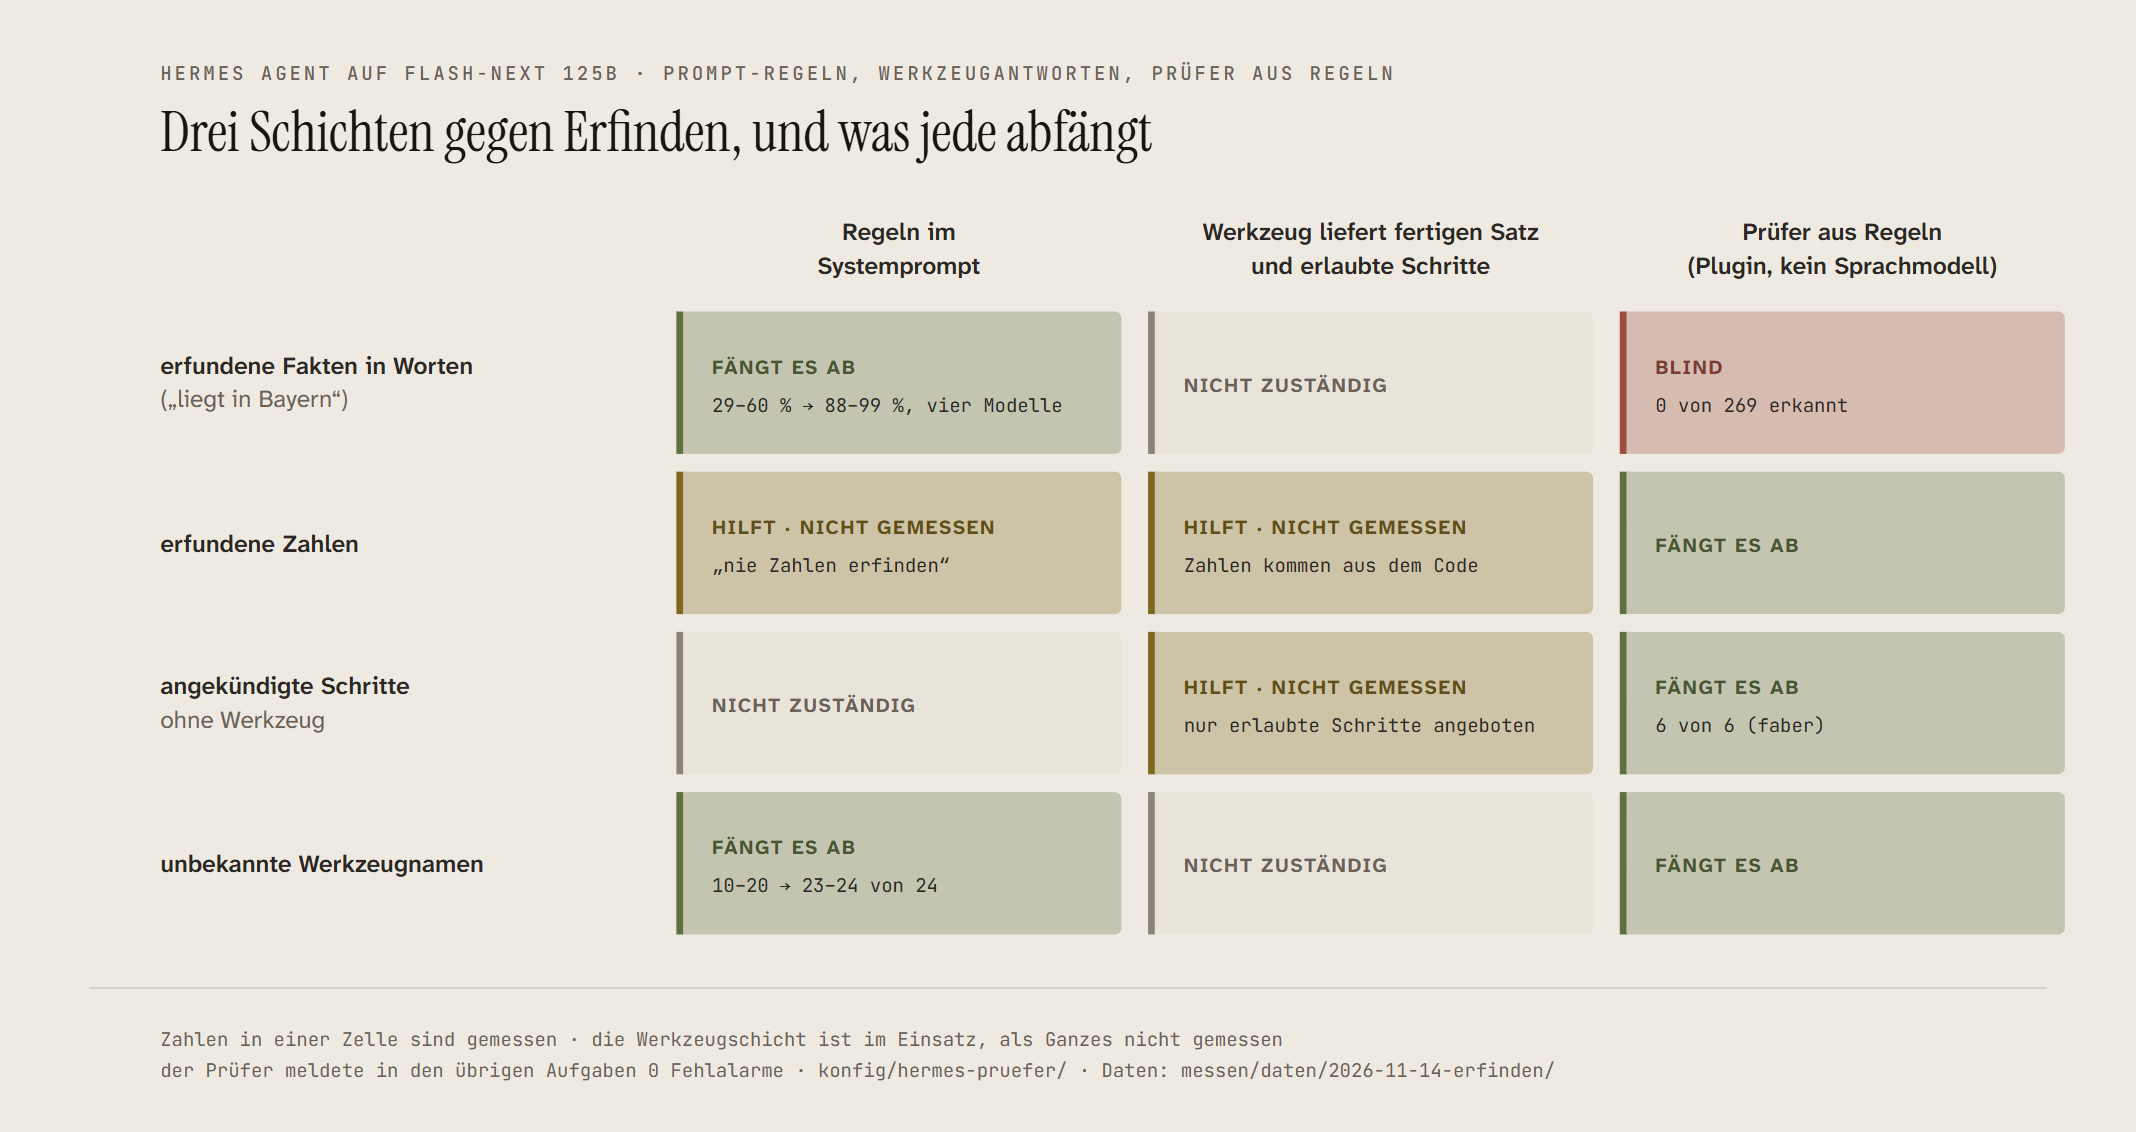 HERMES AGENT AUF FLASH-NEXT 125B · PROMPT-REGELN, WERKZEUGANTWORTEN, PRÜFER AUS REGELN
Drei Schichten gegen Erfinden, und was jede abfängt
Regeln im
Systemprompt
Werkzeug liefert fertigen Satz
und erlaubte Schritte
Prüfer aus Regeln
(Plugin, kein Sprachmodell)
erfundene Fakten in Worten
(„liegt in Bayern“)
FÄNGT ES AB
29–60 % → 88–99 %, vier Modelle
NICHT ZUSTÄNDIG
BLIND
0 von 269 erkannt
erfundene Zahlen
HILFT · NICHT GEMESSEN
„nie Zahlen erfinden“
HILFT · NICHT GEMESSEN
Zahlen kommen aus dem Code
FÄNGT ES AB
angekündigte Schritte
ohne Werkzeug
NICHT ZUSTÄNDIG
HILFT · NICHT GEMESSEN
nur erlaubte Schritte angeboten
FÄNGT ES AB
6 von 6 (faber)
unbekannte Werkzeugnamen
FÄNGT ES AB
10–20 → 23–24 von 24
NICHT ZUSTÄNDIG
FÄNGT ES AB
Zahlen in einer Zelle sind gemessen · die Werkzeugschicht ist im Einsatz, als Ganzes nicht gemessen
der Prüfer meldete in den übrigen Aufgaben 0 Fehlalarme · konfig/hermes-pruefer/ · Daten: messen/daten/2026-11-14-erfinden/